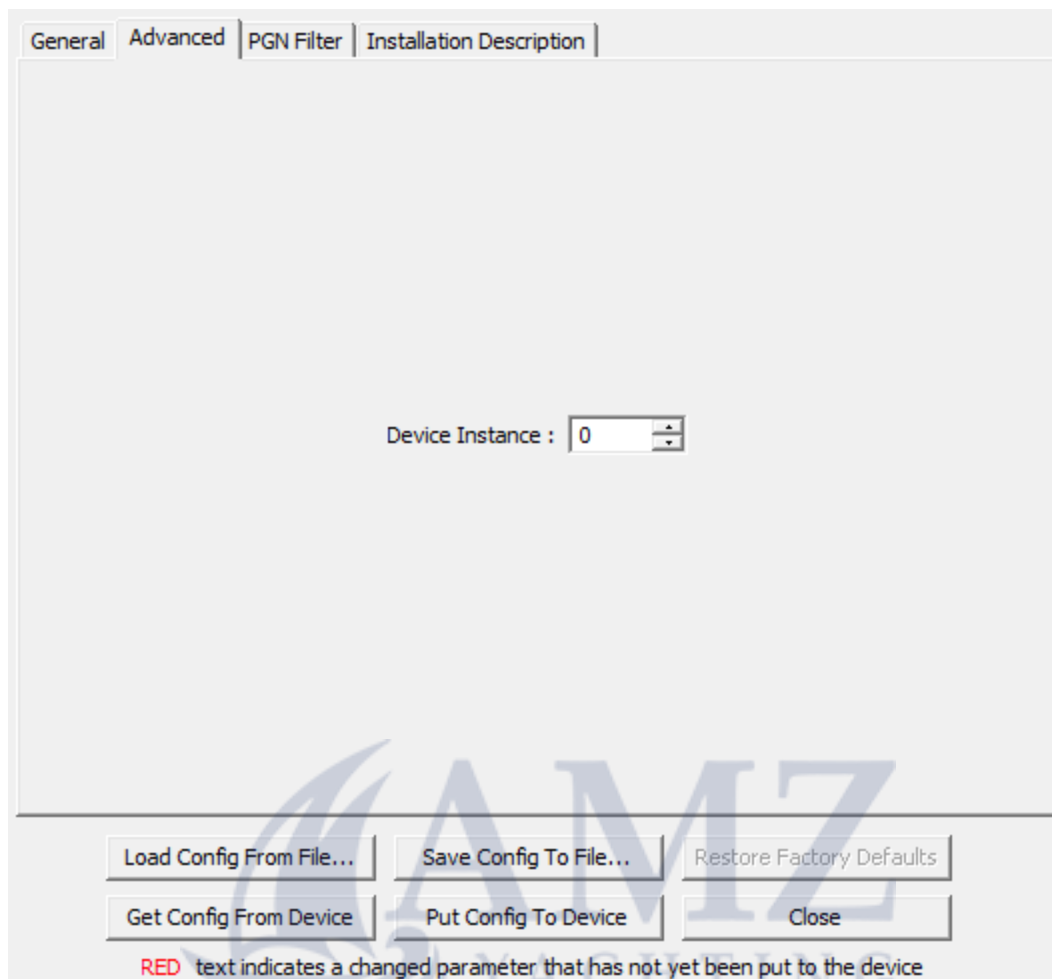 General Advanced PGN Filter Installation Description
Device Instance : 0
Load Config From File... Save Config To File... Restore Factory Defaults
Get Config From Device Put Config To Device Close
RED text indicates a changed parameter that has not yet been put to the device
AMZ
YACHTING